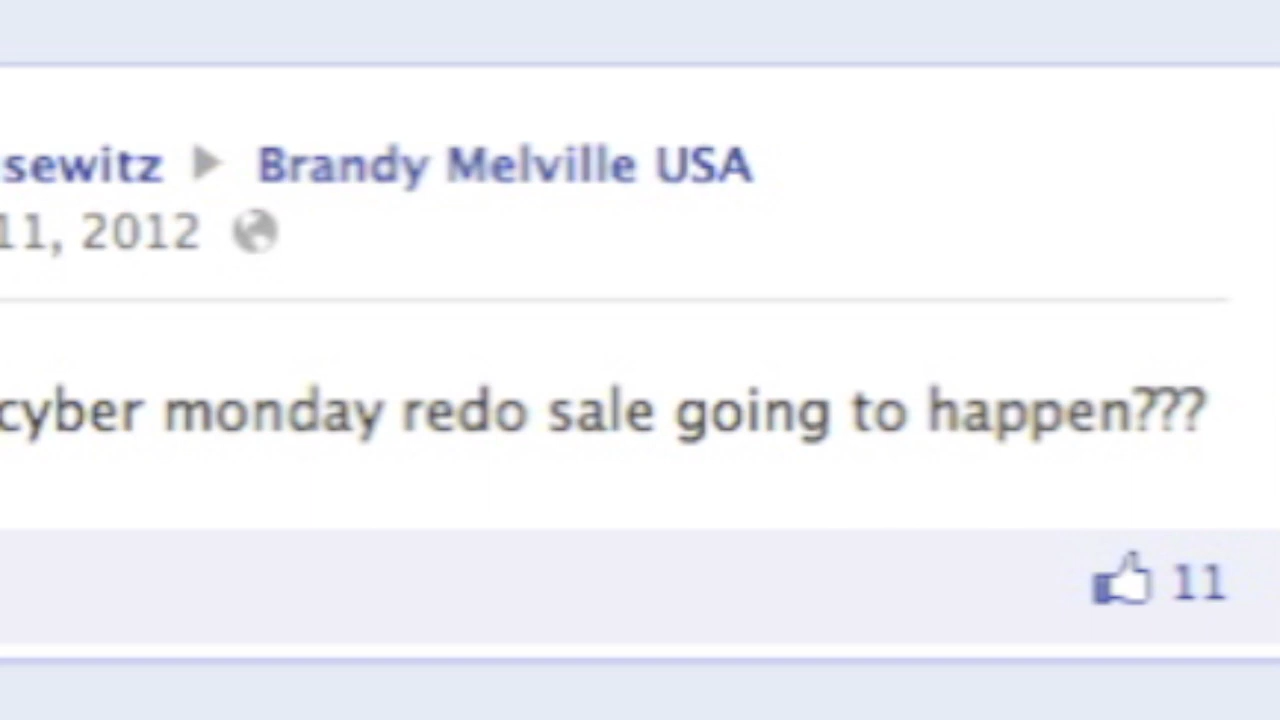 sewitz ▶ Brandy Melville USA
11, 2012
cyber monday redo sale going to happen???
11